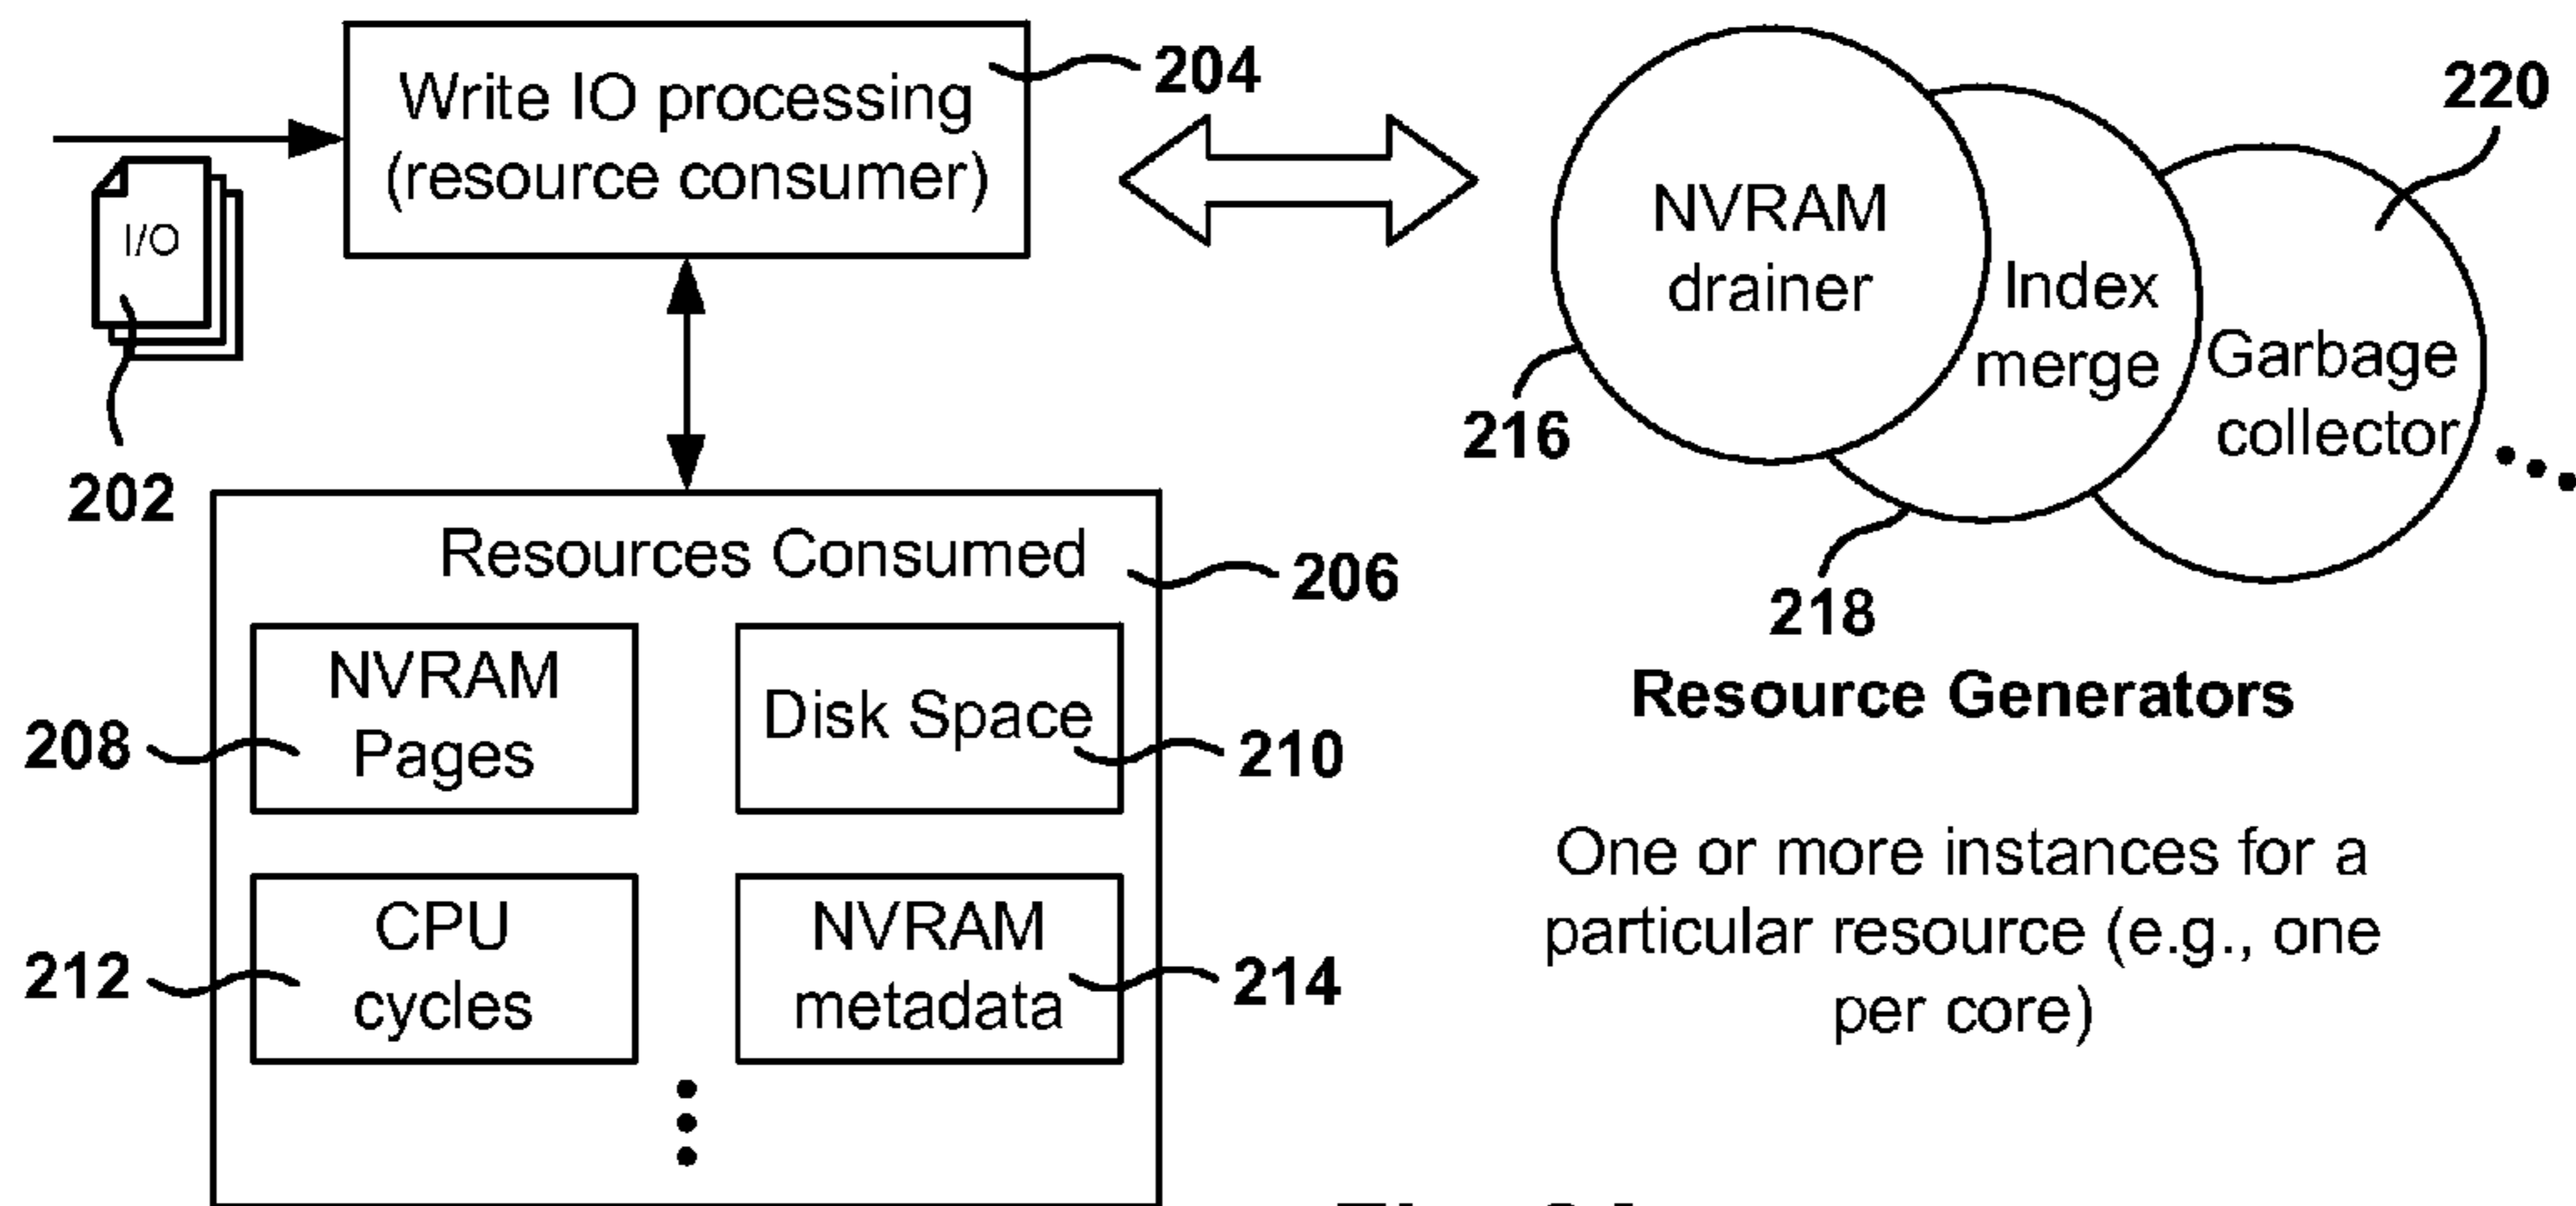 Write IO processing
(resource consumer)
204
I/O
202
Resources Consumed
206
NVRAM
Pages
208
Disk Space
210
CPU
cycles
212
NVRAM
metadata
214
NVRAM
drainer
216
Index
merge
218
Garbage
collector
220
Resource Generators
One or more instances for a
particular resource (e.g., one
per core)